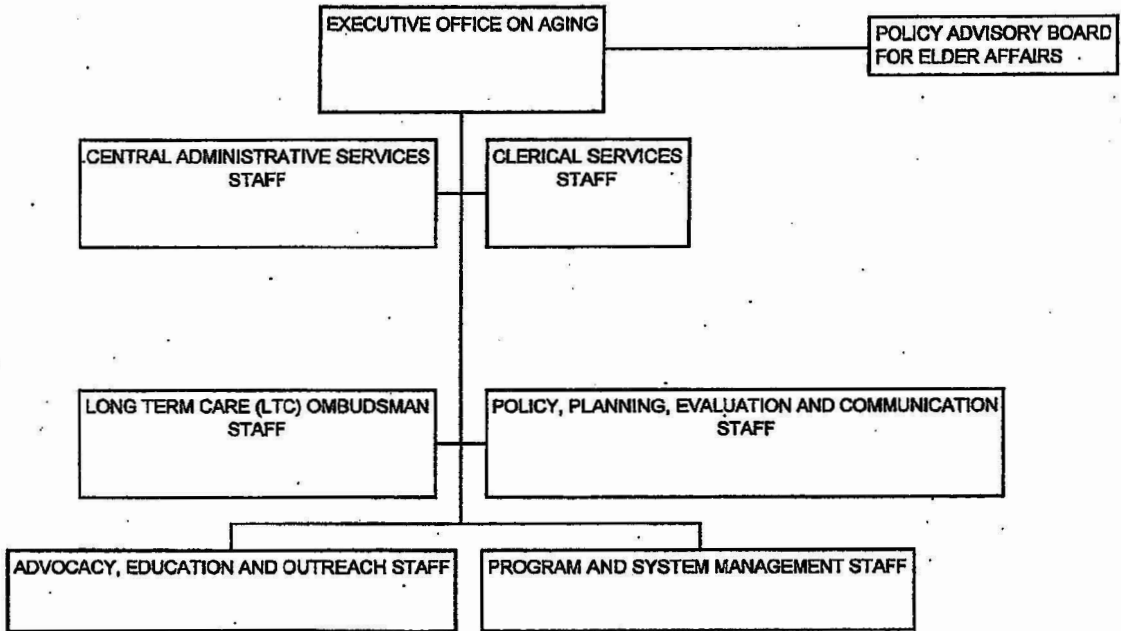 EXECUTIVE OFFICE ON AGING
POLICY ADVISORY BOARD
FOR ELDER AFFAIRS
CENTRAL ADMINISTRATIVE SERVICES
STAFF
CLERICAL SERVICES
STAFF
LONG TERM CARE (LTC) OMBUDSMAN
STAFF
POLICY, PLANNING, EVALUATION AND COMMUNICATION
STAFF
ADVOCACY, EDUCATION AND OUTREACH STAFF
PROGRAM AND SYSTEM MANAGEMENT STAFF